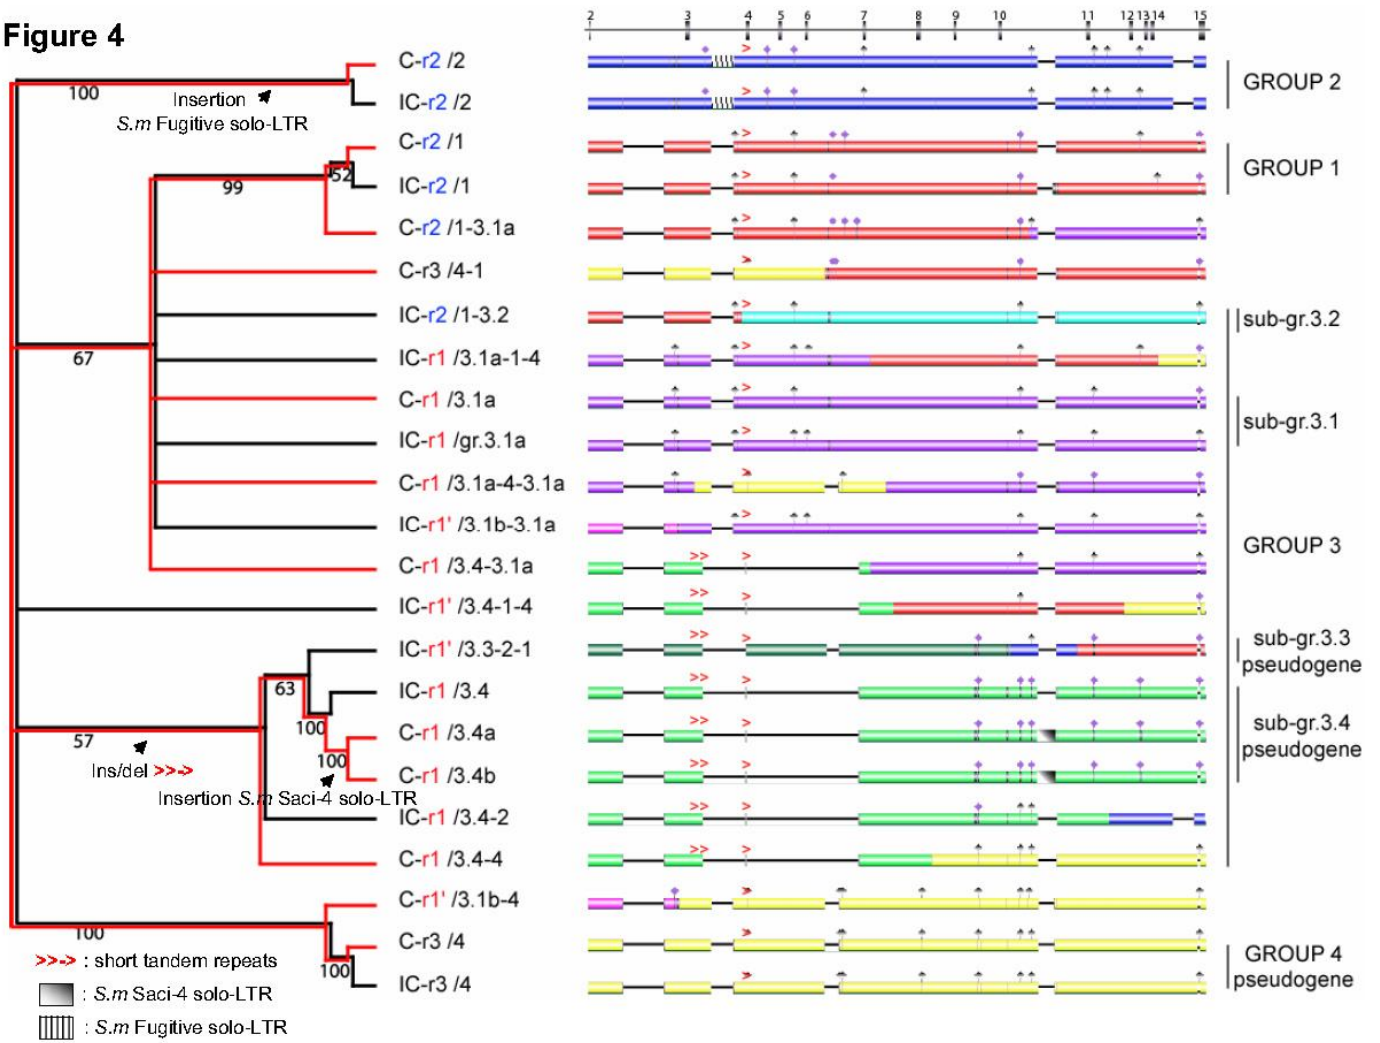 Figure 4
2 3 4 5 6 7 8 9 10 11 12 13 14 15
C-r2 /2
IC-r2 /2
C-r2 /1
IC-r2 /1
C-r2 /1-3.1a
C-r3 /4-1
IC-r2 /1-3.2
IC-r1 /3.1a-1-4
C-r1 /3.1a
IC-r1 /gr.3.1a
C-r1 /3.1a-4-3.1a
IC-r1' /3.1b-3.1a
C-r1 /3.4-3.1a
IC-r1' /3.4-1-4
IC-r1' /3.3-2-1
IC-r1 /3.4
C-r1 /3.4a
C-r1 /3.4b
IC-r1 /3.4-2
C-r1 /3.4-4
C-r1' /3.1b-4
C-r3 /4
IC-r3 /4
100
Insertion
S.m Fugitive solo-LTR
52
99
67
63
100
57
100
Ins/del >>->
Insertion S.m Saci-4 solo-LTR
100
100
>>-> : short tandem repeats
: S.m Saci-4 solo-LTR
: S.m Fugitive solo-LTR
GROUP 2
GROUP 1
sub-gr.3.2
sub-gr.3.1
GROUP 3
sub-gr.3.3
pseudogene
sub-gr.3.4
pseudogene
GROUP 4
pseudogene